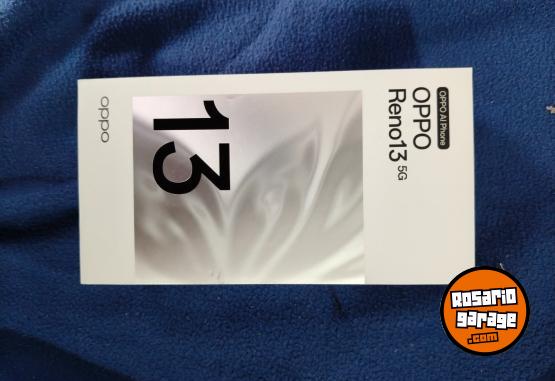 OPPO AI Phone
OPPO
Reno13 5G
13
oppo
Rosario
garage
.com